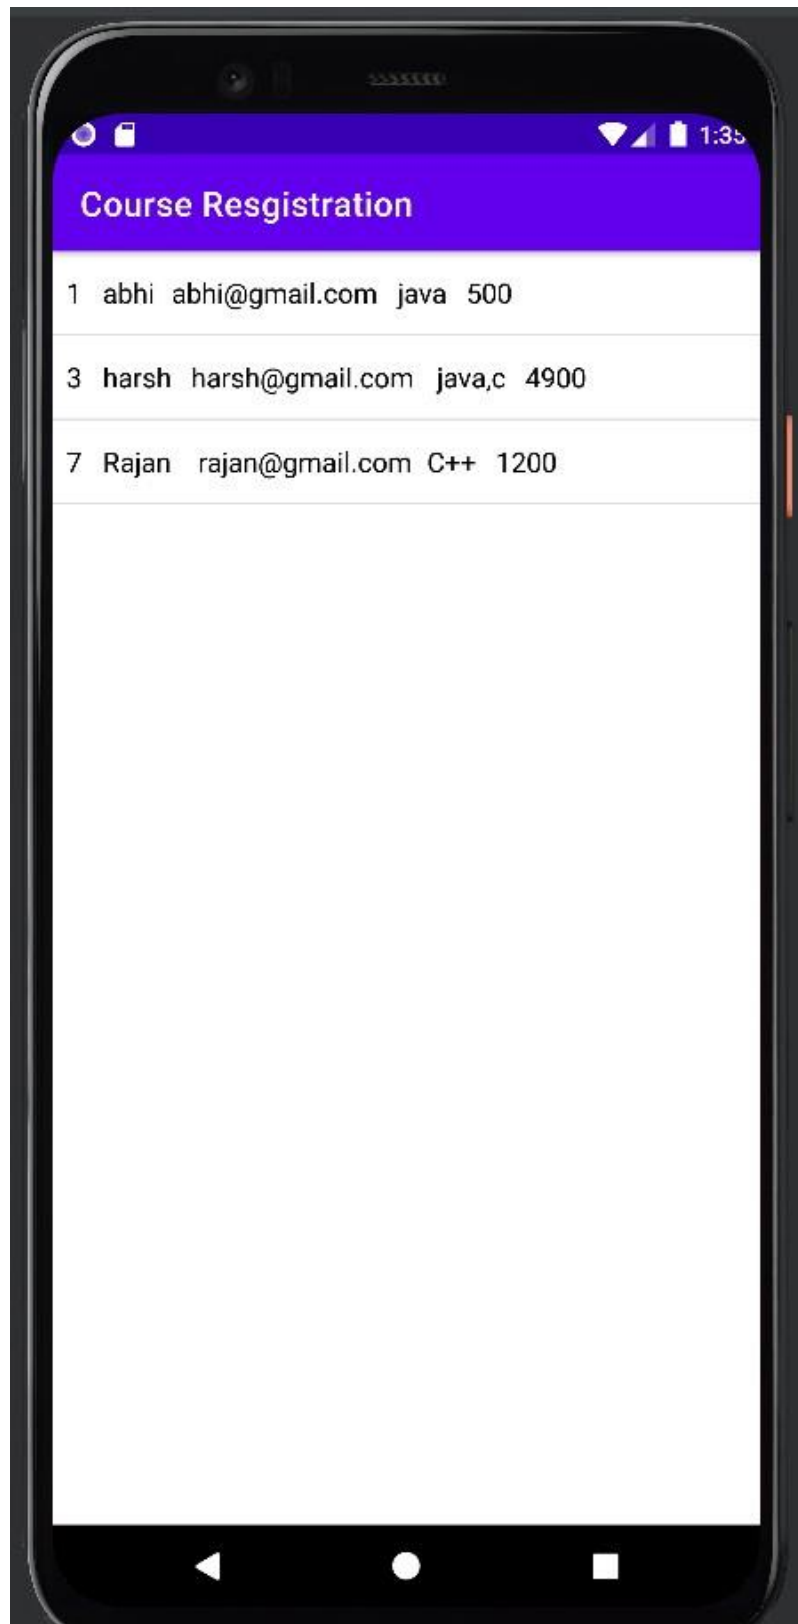 1:35
Course Resgistration
1 abhi abhi@gmail.com java 500
3 harsh harsh@gmail.com java,c 4900
7 Rajan rajan@gmail.com C++ 1200